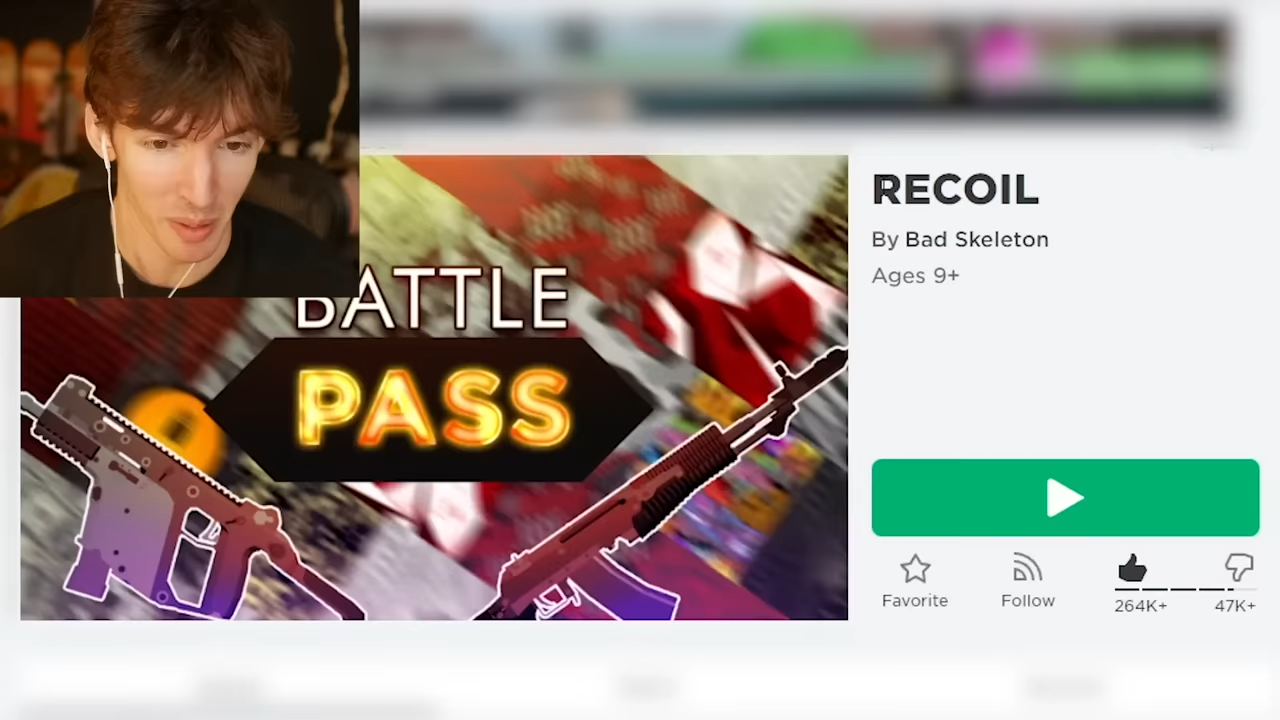 BATTLE
PASS
RECOIL
By Bad Skeleton
Ages 9+
Favorite
Follow
264K+
47K+